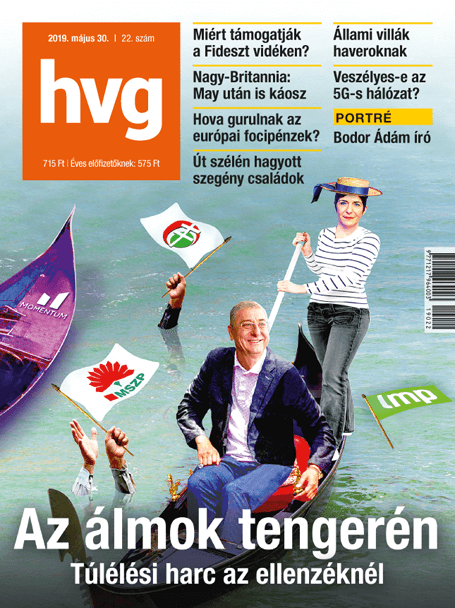 2019. május 30. | 22. szám
hvg
715 Ft | Éves előfizetőknek: 575 Ft
Miért támogatják
a Fideszt vidéken?
Nagy-Britannia:
May után is káosz
Hova gurulnak az
európai focipénzek?
Út szélén hagyott
szegény családok
Állami villák
haveroknak
Veszélyes-e az
5G-s hálózat?
PORTRÉ
Bodor Ádám író
MOMENTUM
MSZP
lmp
19022
Az álmok tengerén
Túlélési harc az ellenzéknél